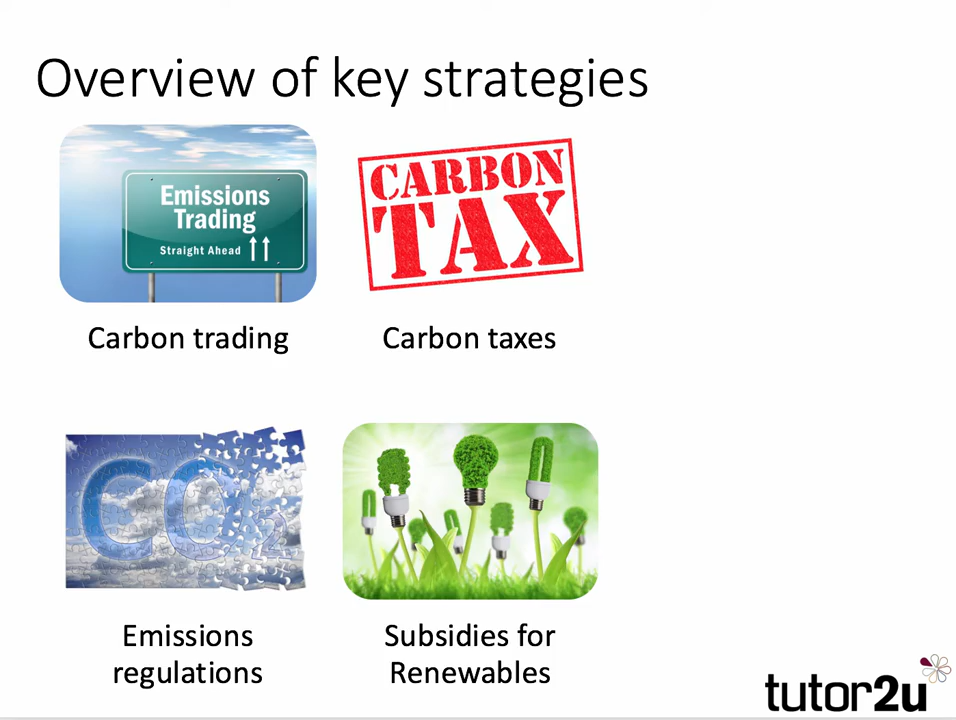 Overview of key strategies
Emissions
Trading
Straight Ahead
CARBON
TAX
Carbon trading
Carbon taxes
CO2
Emissions
regulations
Subsidies for
Renewables
tutor2u